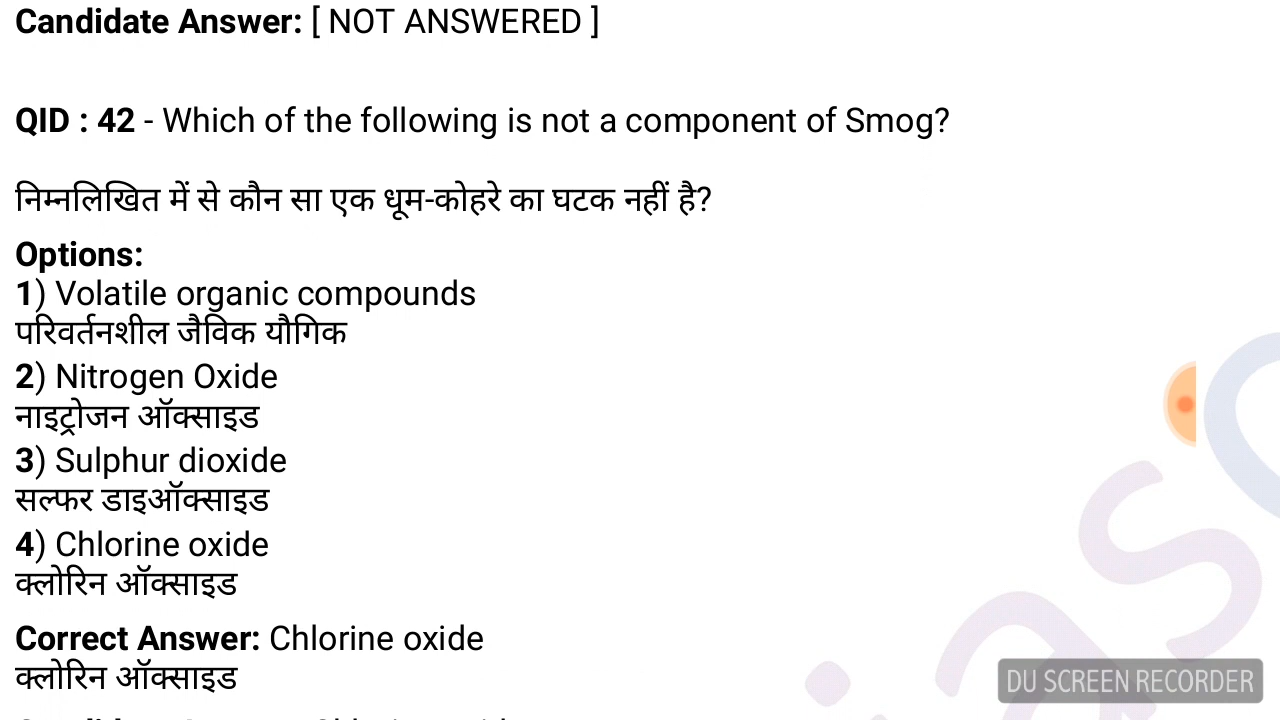 Candidate Answer: [ NOT ANSWERED ]
QID : 42 - Which of the following is not a component of Smog?
निम्नलिखित में से कौन सा एक धूम-कोहरे का घटक नहीं है?
Options:
1) Volatile organic compounds
परिवर्तनशील जैविक यौगिक
2) Nitrogen Oxide
नाइट्रोजन ऑक्साइड
3) Sulphur dioxide
सल्फर डाइऑक्साइड
4) Chlorine oxide
क्लोरिन ऑक्साइड
Correct Answer: Chlorine oxide
क्लोरिन ऑक्साइड
DU SCREEN RECORDER